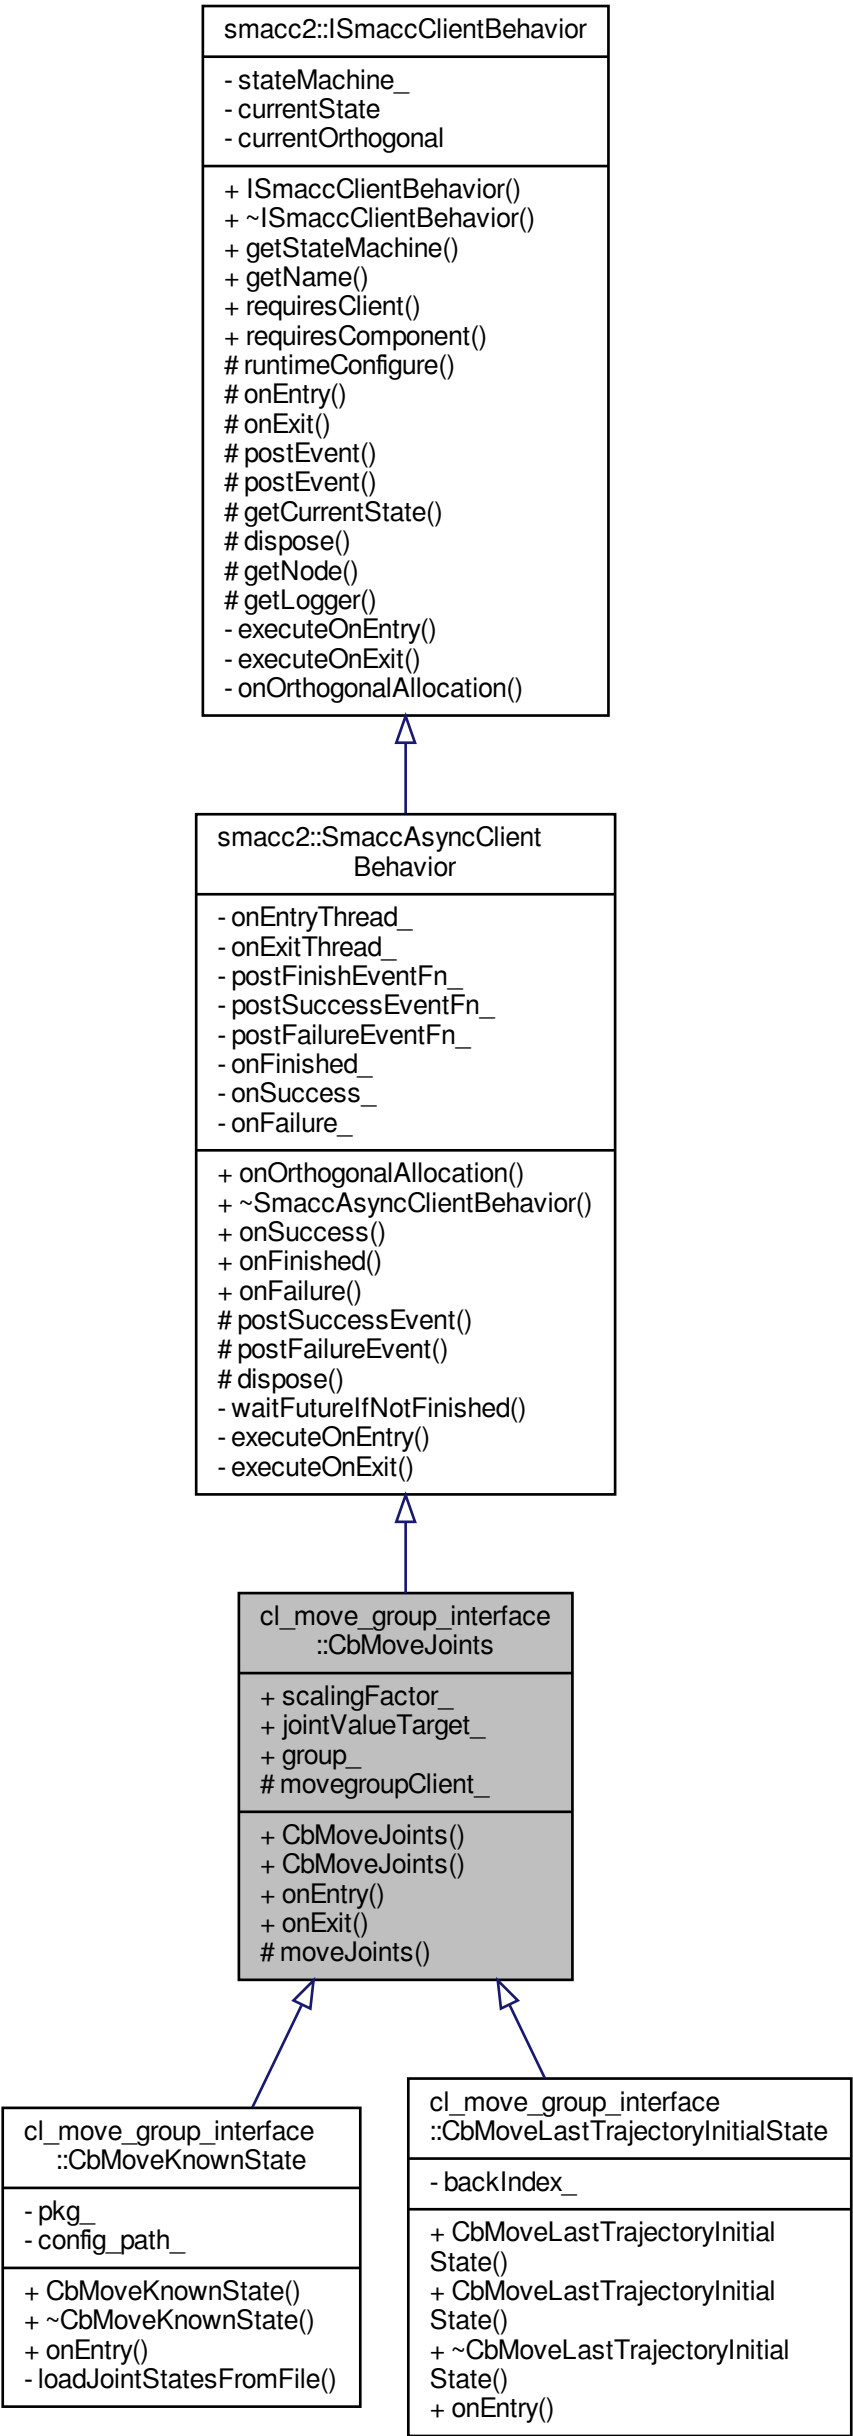 smacc2::ISmaccClientBehavior
- stateMachine_
- currentState
- currentOrthogonal
+ ISmaccClientBehavior()
+ ~ISmaccClientBehavior()
+ getStateMachine()
+ getName()
+ requiresClient()
+ requiresComponent()
# runtimeConfigure()
# onEntry()
# onExit()
# postEvent()
# postEvent()
# getCurrentState()
# dispose()
# getNode()
# getLogger()
- executeOnEntry()
- executeOnExit()
- onOrthogonalAllocation()
smacc2::SmaccAsyncClient
Behavior
- onEntryThread_
- onExitThread_
- postFinishEventFn_
- postSuccessEventFn_
- postFailureEventFn_
- onFinished_
- onSuccess_
- onFailure_
+ onOrthogonalAllocation()
+ ~SmaccAsyncClientBehavior()
+ onSuccess()
+ onFinished()
+ onFailure()
# postSuccessEvent()
# postFailureEvent()
# dispose()
- waitFutureIfNotFinished()
- executeOnEntry()
- executeOnExit()
cl_move_group_interface
::CbMoveJoints
+ scalingFactor_
+ jointValueTarget_
+ group_
# movegroupClient_
+ CbMoveJoints()
+ CbMoveJoints()
+ onEntry()
+ onExit()
# moveJoints()
cl_move_group_interface
::CbMoveKnownState
- pkg_
- config_path_
+ CbMoveKnownState()
+ ~CbMoveKnownState()
+ onEntry()
- loadJointStatesFromFile()
cl_move_group_interface
::CbMoveLastTrajectoryInitialState
- backIndex_
+ CbMoveLastTrajectoryInitial
State()
+ CbMoveLastTrajectoryInitial
State()
+ ~CbMoveLastTrajectoryInitial
State()
+ onEntry()